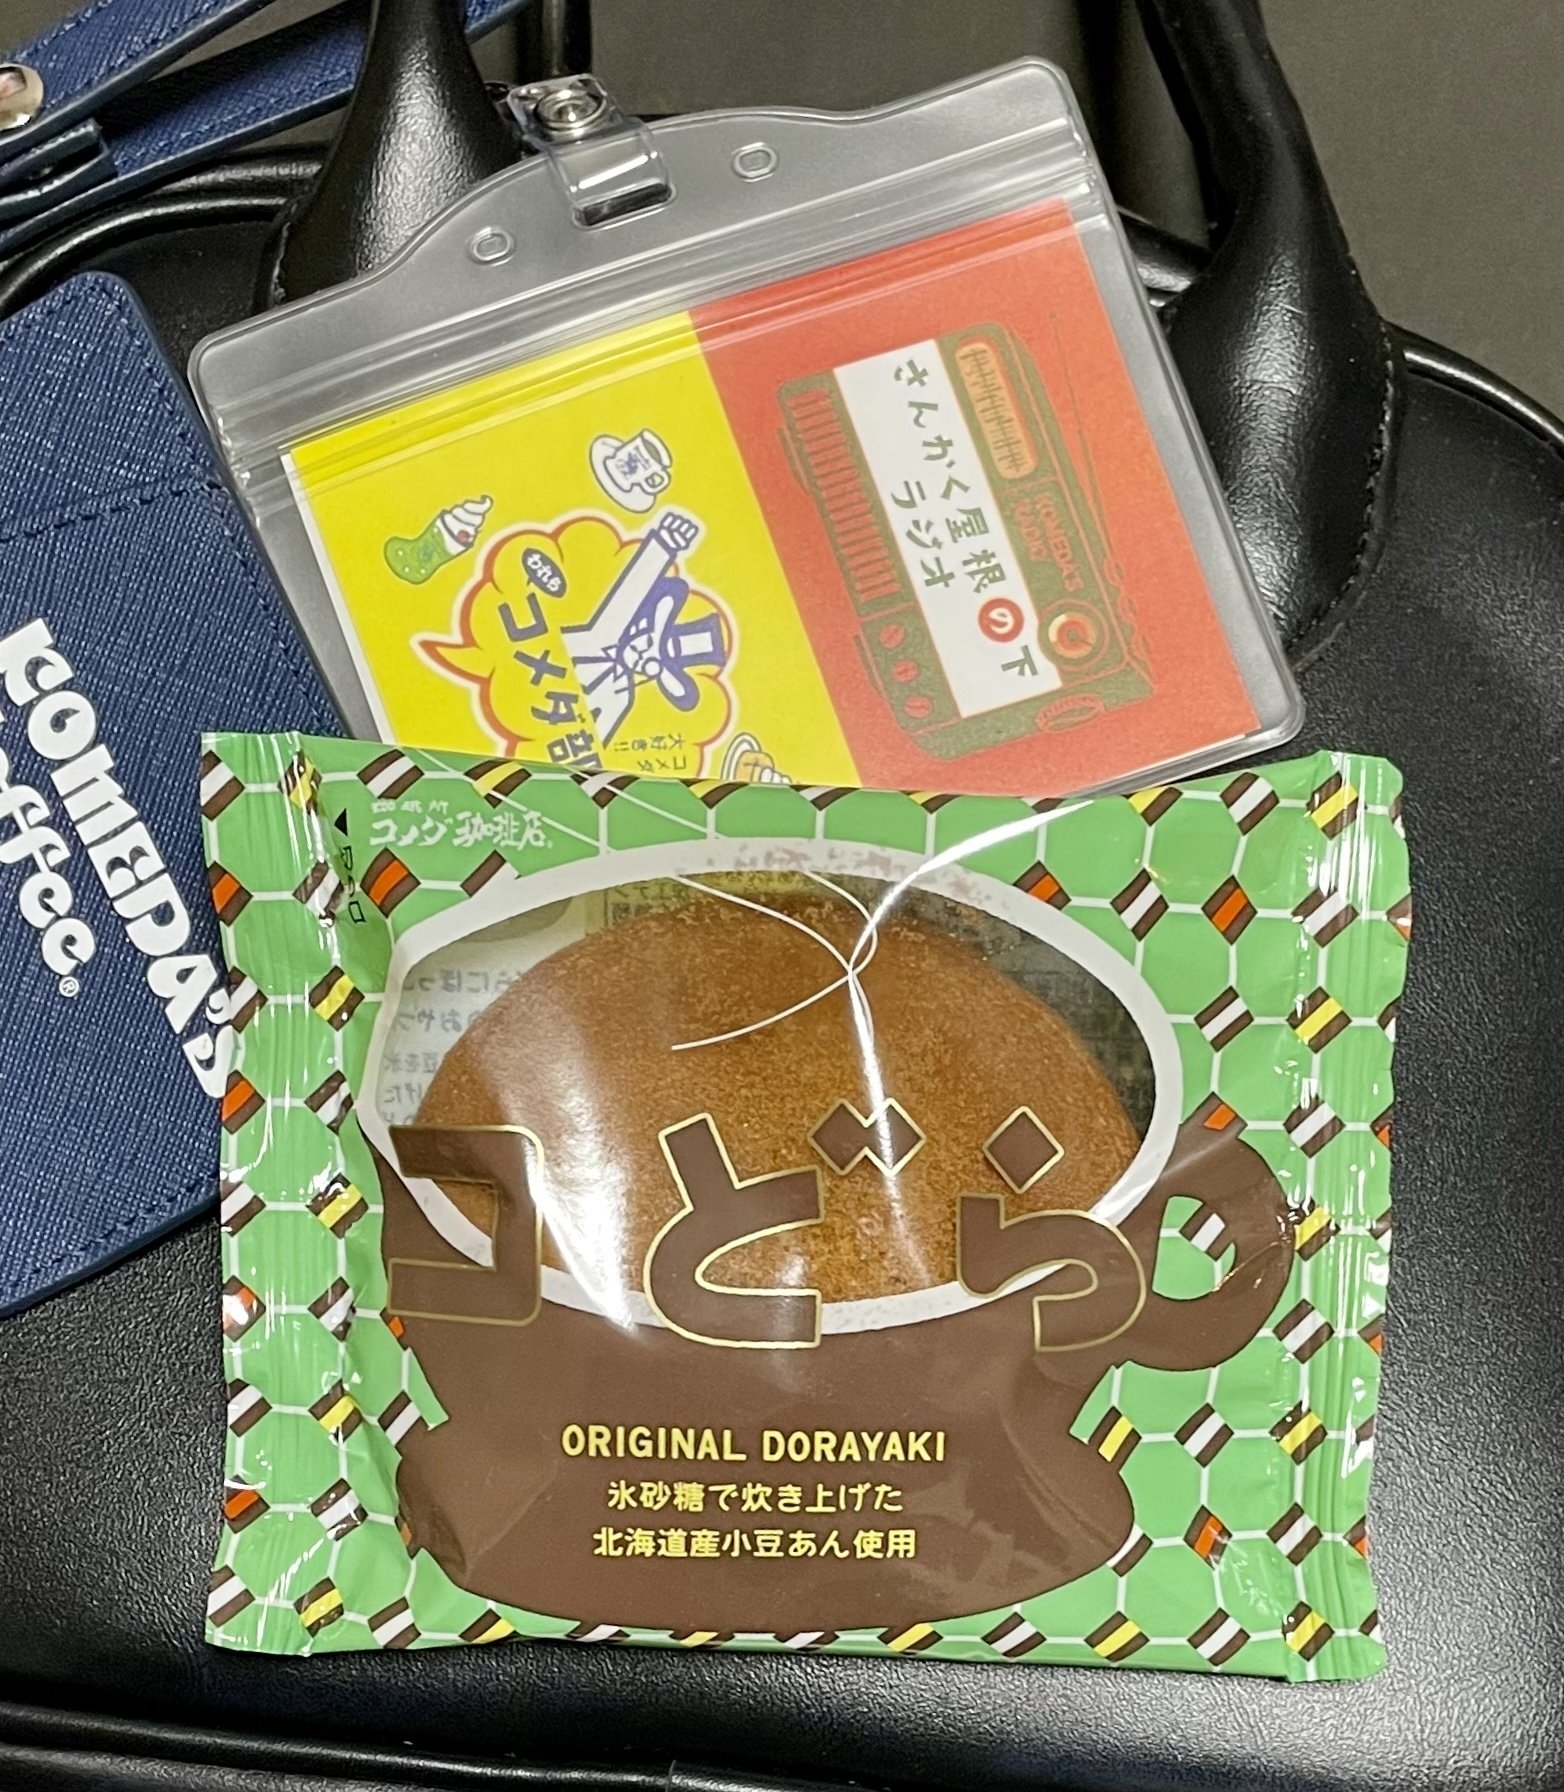 さんかく屋根の下
ラジオ
KOMEDA'S
RADIO
われら
コメダ部
大好き!!
コメダ
KOMEDA'S
Coffee®
コメダ珈琲店
コどら
ORIGINAL DORAYAKI
氷砂糖で炊き上げた
北海道産小豆あん使用